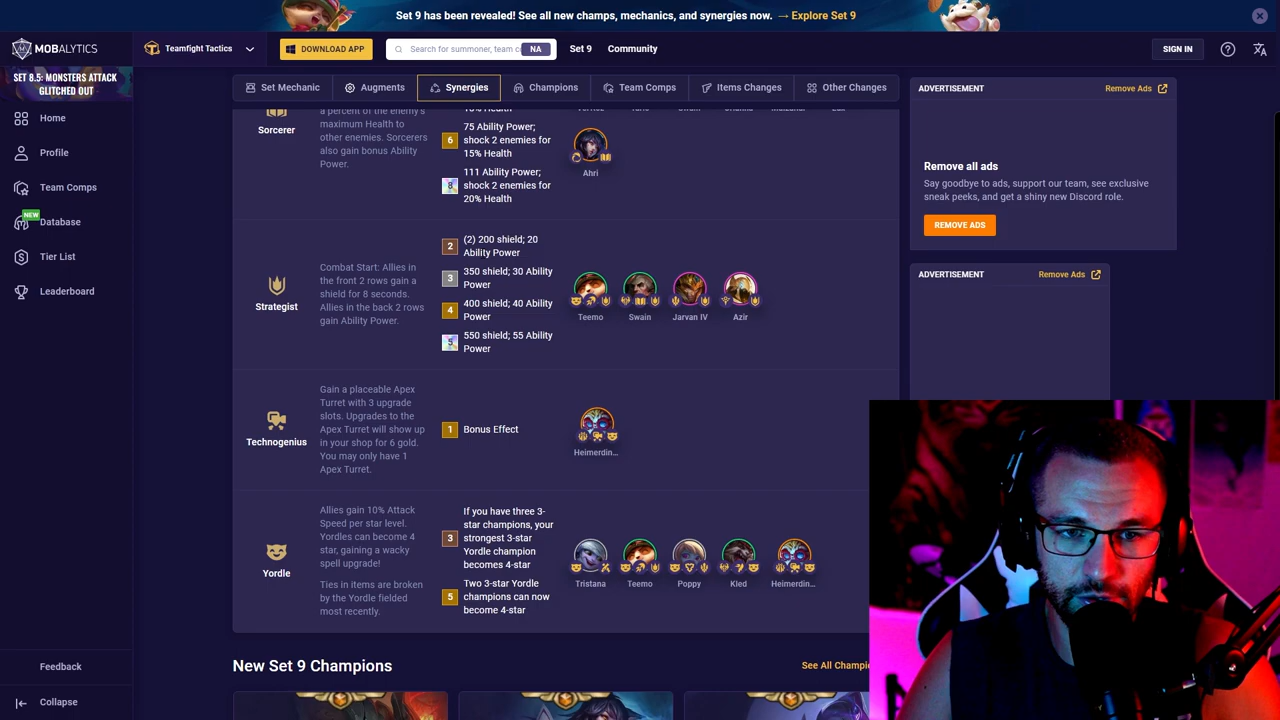 Set 9 has been revealed! See all new champs, mechanics, and synergies now. → Explore Set 9
MOBALYTICS
Teamfight Tactics
DOWNLOAD APP
Search for summoner, team o
NA
Set 9
Community
SIGN IN
SET 8.5: MONSTERS ATTACK
GLITCHED OUT
Home
Profile
Team Comps
NEW
Database
Tier List
Leaderboard
Feedback
Collapse
Set Mechanic
Augments
Synergies
Champions
Team Comps
Items Changes
Other Changes
Sorcerer
a percent of the enemy's
maximum Health to
other enemies. Sorcerers
also gain bonus Ability
Power.
6
75 Ability Power;
shock 2 enemies for
15% Health
8
111 Ability Power;
shock 2 enemies for
20% Health
Ahri
Strategist
Combat Start: Allies in
the front 2 rows gain a
shield for 8 seconds.
Allies in the back 2 rows
gain Ability Power.
2
(2) 200 shield; 20
Ability Power
3
350 shield; 30 Ability
Power
4
400 shield; 40 Ability
Power
5
550 shield; 55 Ability
Power
Teemo
Swain
Jarvan IV
Azir
Technogenius
Gain a placeable Apex
Turret with 3 upgrade
slots. Upgrades to the
Apex Turret will show up
in your shop for 6 gold.
You may only have 1
Apex Turret.
1
Bonus Effect
Heimerdin...
Yordle
Allies gain 10% Attack
Speed per star level.
Yordles can become 4
star, gaining a wacky
spell upgrade!
Ties in items are broken
by the Yordle fielded
most recently.
3
If you have three 3-
star champions, your
strongest 3-star
Yordle champion
becomes 4-star
5
Two 3-star Yordle
champions can now
become 4-star
Tristana
Teemo
Poppy
Kled
Heimerdin...
New Set 9 Champions
See All Champi
ADVERTISEMENT
Remove Ads
Remove all ads
Say goodbye to ads, support our team, see exclusive
sneak peeks, and get a shiny new Discord role.
REMOVE ADS
ADVERTISEMENT
Remove Ads